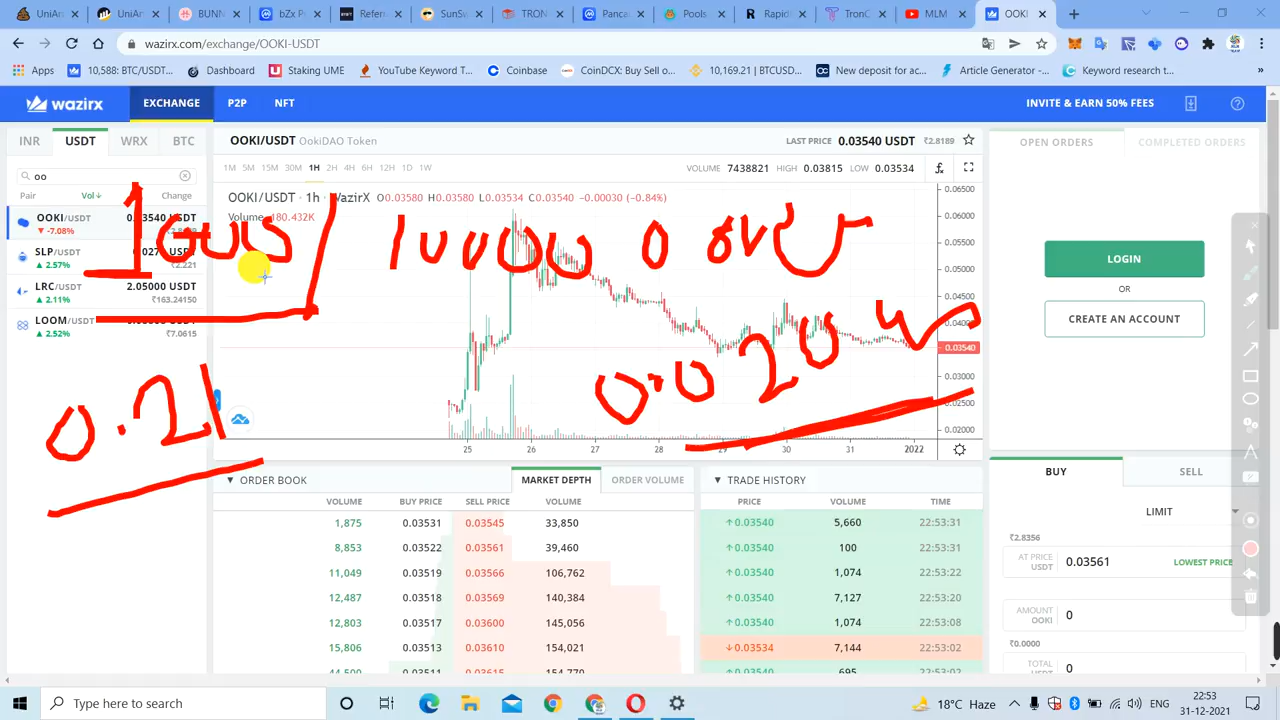 OOKI
wazirx.com/exchange/OOKI-USDT
Apps
10,588: BTC/USDT...
Dashboard
Staking UME
YouTube Keyword T...
Coinbase
CoinDCX: Buy Sell o...
10,169.21 | BTCUSD...
New deposit for ac...
Article Generator -...
Keyword research t...
»
wazirx
EXCHANGE
P2P
NFT
INVITE & EARN 50% FEES
INR
USDT
WRX
BTC
oo
Pair
Vol↓
Change
OOKI/USDT
▼ -7.08%
SLP/USDT
▲ 2.57%
₹2.221
LRC/USDT
2.05000 USDT
▲ 2.11%
₹163.24150
LOOM/USDT
▲ 2.52%
₹7.0615
OOKI/USDT OokiDAO Token
LAST PRICE 0.03540 USDT ₹2.8189
1M 5M 15M 30M 1H 2H 4H 6H 12H 1D 1W
VOLUME 7438821 HIGH 0.03815 LOW 0.03534
OOKI/USDT · 1h · WazirX O0.03580 H0.03580 L0.03534 C0.03540 -0.00030 (-0.84%)
Volume 180.432K
0.06500
0.06000
0.05500
0.05000
0.04500
0.04000
0.03540
0.03000
0.02500
0.02000
25 26 27 28 29 30 31 2022
10000 0 over
0.020
0.21
OPEN ORDERS
COMPLETED ORDERS
LOGIN
OR
CREATE AN ACCOUNT
▼ ORDER BOOK
MARKET DEPTH
ORDER VOLUME
VOLUME BUY PRICE SELL PRICE VOLUME
1,875 0.03531 0.03545 33,850
8,853 0.03522 0.03561 39,460
11,049 0.03519 0.03566 106,762
12,487 0.03518 0.03569 140,384
12,803 0.03517 0.03600 145,056
15,806 0.03513 0.03610 154,021
▼ TRADE HISTORY
PRICE VOLUME TIME
↑0.03540 5,660 22:53:31
↑0.03540 100 22:53:31
↑0.03540 1,074 22:53:22
↑0.03540 7,127 22:53:20
↑0.03540 1,074 22:53:08
↓0.03534 7,144 22:53:02
BUY
SELL
LIMIT
₹2.8356
AT PRICE USDT
0.03561
LOWEST PRICE
AMOUNT OOKI
0
₹0.0000
TOTAL USDT
0
Type here to search
18°C Haze
ENG
22:53
31-12-2021